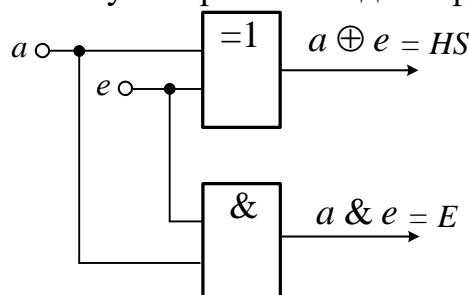 =1
a ⊕ e = HS
a
e
&
a & e = E